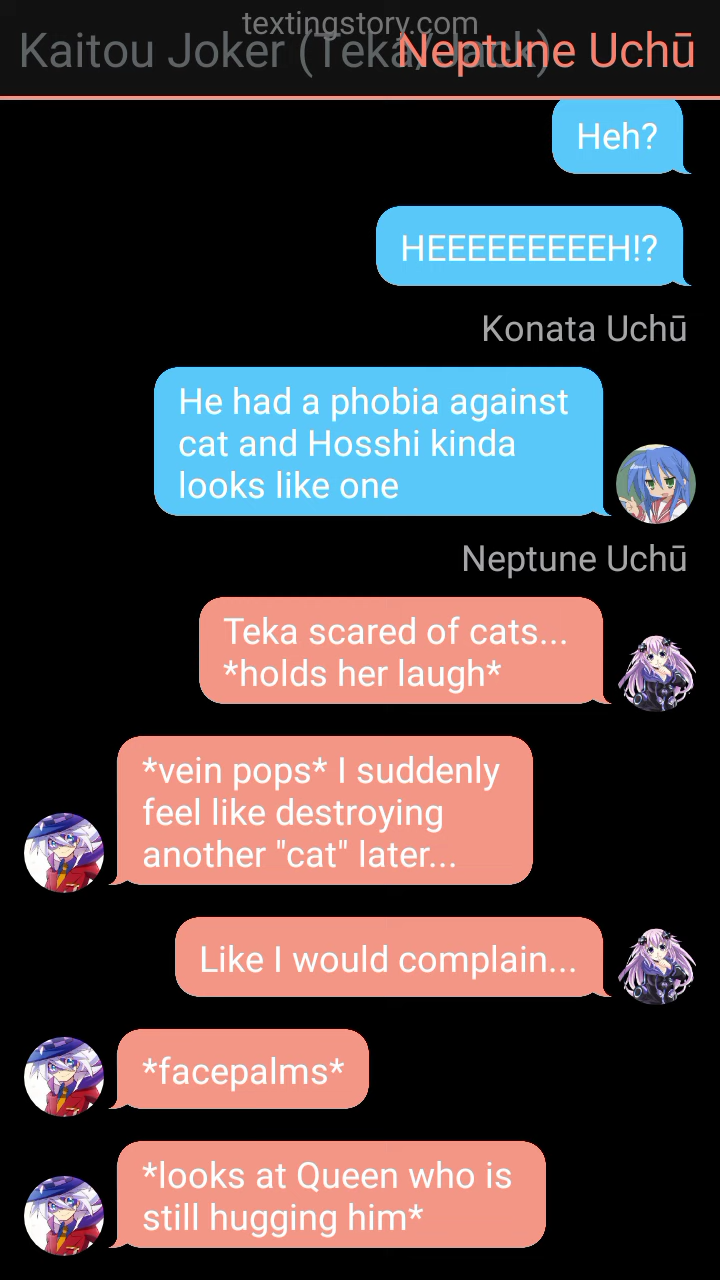 textingstory.com
Kaitou Joker (Teka/Jack)
Neptune Uchū
Heh?
HEEEEEEEEEEH!?
Konata Uchū
He had a phobia against
cat and Hosshi kinda
looks like one
Neptune Uchū
Teka scared of cats...
*holds her laugh*
*vein pops* I suddenly
feel like destroying
another "cat" later...
Like I would complain...
*facepalms*
*looks at Queen who is
still hugging him*